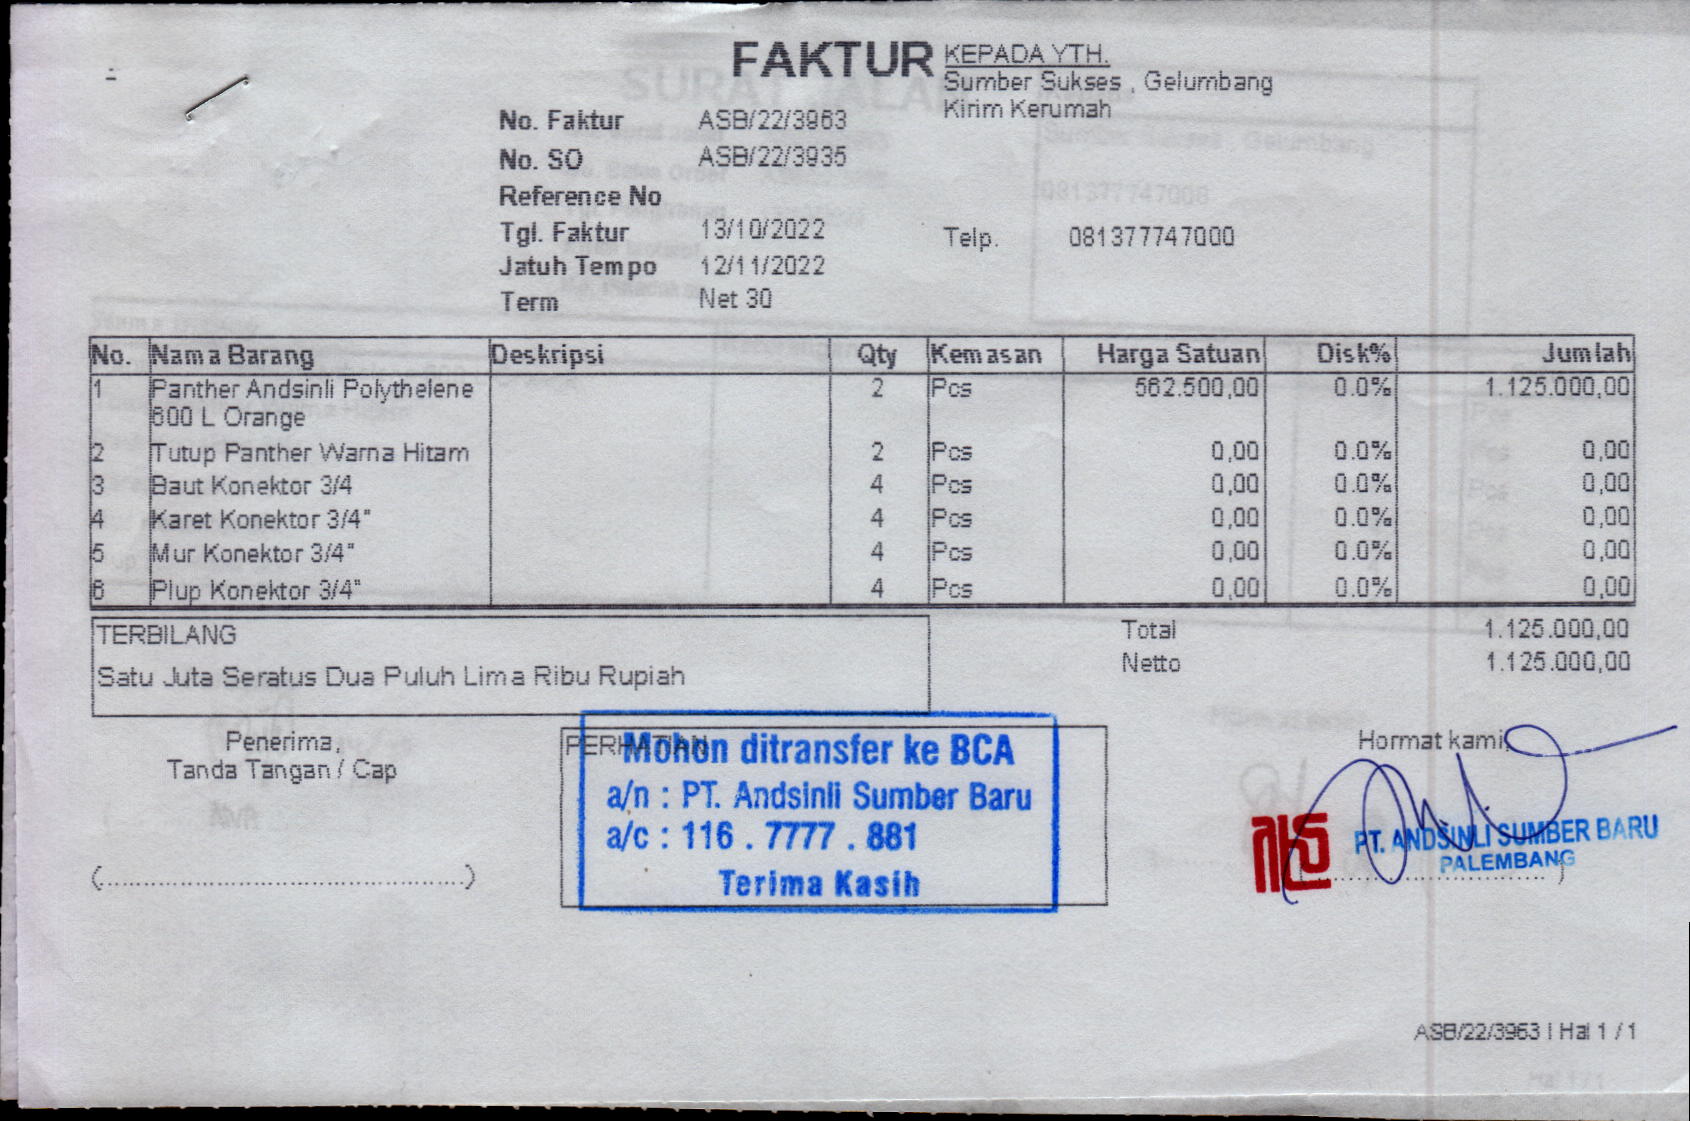 FAKTUR
KEPADA YTH.
Sumber Sukses , Gelumbang
Kirim Kerumah
No. Faktur ASB/22/3963
No. SO ASB/22/3935
Reference No
Tgl. Faktur 13/10/2022
Telp. 081377747000
Jatuh Tempo 12/11/2022
Term Net 30
No. Nama Barang Deskripsi Qty Kemasan Harga Satuan Disk% Jumlah
1 Panther Andsinli Polythelene 2 Pcs 562.500,00 0.0% 1.125.000,00
600 L Orange
2 Tutup Panther Warna Hitam 2 Pcs 0,00 0.0% 0,00
3 Baut Konektor 3/4 4 Pcs 0,00 0.0% 0,00
4 Karet Konektor 3/4" 4 Pcs 0,00 0.0% 0,00
5 Mur Konektor 3/4" 4 Pcs 0,00 0.0% 0,00
6 Plup Konektor 3/4" 4 Pcs 0,00 0.0% 0,00
TERBILANG
Satu Juta Seratus Dua Puluh Lima Ribu Rupiah
Total 1.125.000,00
Netto 1.125.000,00
Penerima,
Tanda Tangan / Cap
(..................................................)
PERHATIAN
Mohon ditransfer ke BCA
a/n : PT. Andsinli Sumber Baru
a/c : 116 . 7777 . 881
Terima Kasih
Hormat kami,
PT. ANDSINLI SUMBER BARU
PALEMBANG
ASB/22/3963 | Hal 1 / 1